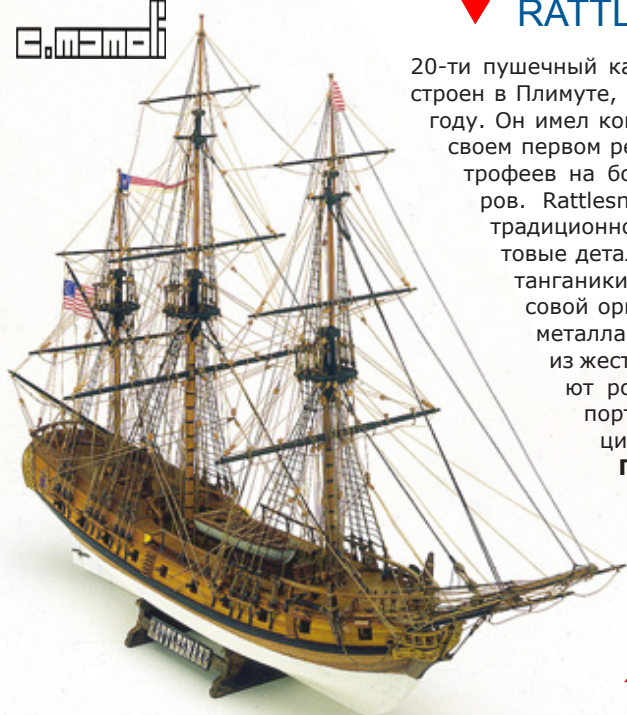 c.mamoli
RATTL
20-ти пушечный ка
строен в Плимуте,
году. Он имел ко
своем первом ре
трофеев на бо
ров. Rattlesn
традиционно
товые дета
танганики
совой ор
металла
из жест
ют ро
порт
ци
П
RATTLESNAKE